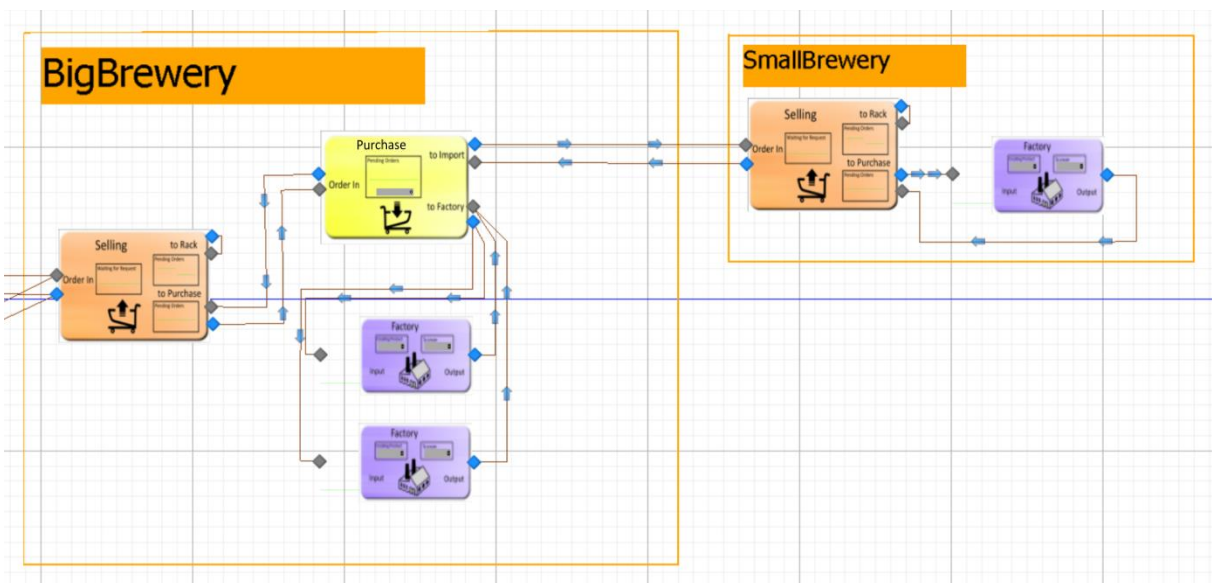 BigBrewery
SmallBrewery
Selling
to Rack
Pending Orders
Waiting for Request
Order In
to Purchase
Pending Orders
Factory
Input
Output
Purchase
Pending Orders
to Import
Order In
to Factory
Selling
to Rack
Pending Orders
Waiting for Request
Order In
to Purchase
Pending Orders
Factory
Input
Output
Factory
Input
Output